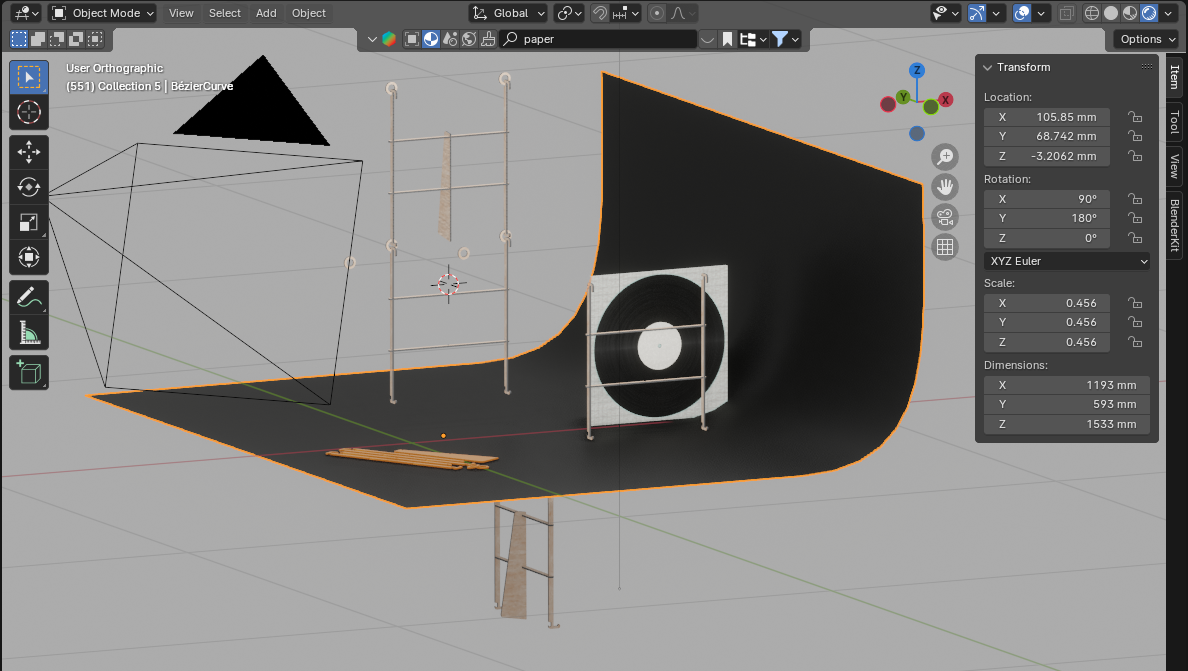 Object Mode View Select Add Object Global
paper Options
User Orthographic
(551) Collection 5 | BézierCurve
Z
Y
X
Transform
Location:
X 105.85 mm
Y 68.742 mm
Z -3.2062 mm
Rotation:
X 90°
Y 180°
Z 0°
XYZ Euler
Scale:
X 0.456
Y 0.456
Z 0.456
Dimensions:
X 1193 mm
Y 593 mm
Z 1533 mm
Item
Tool
View
BlenderKit